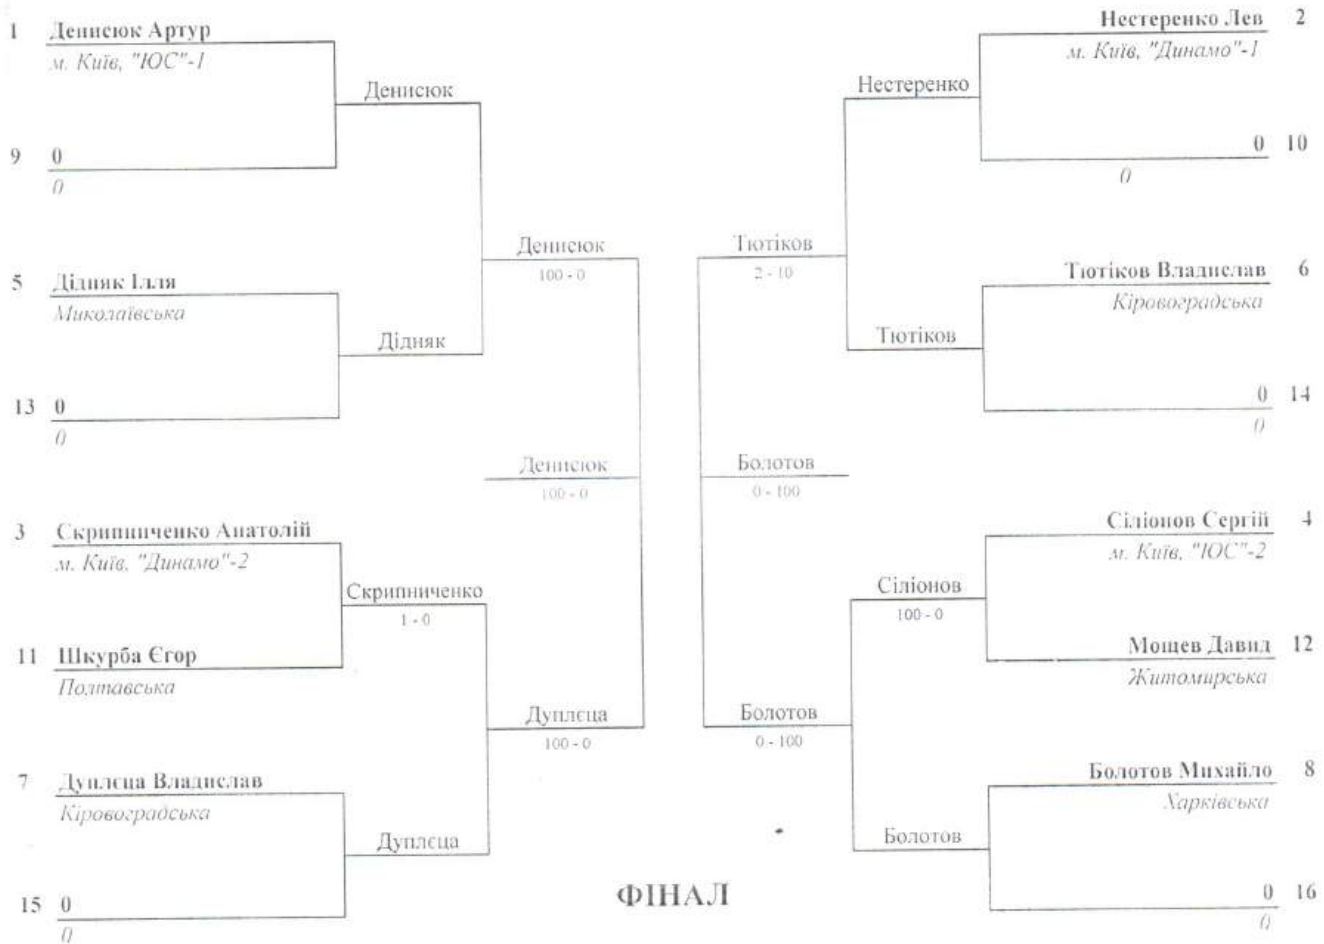 1 Денисюк Артур
м. Київ, "ЮС"-1
Денисюк
9 0
0
Денисюк
100 - 0
5 Дідняк Ілля
Миколаївська
Дідняк
13 0
0
Денисюк
100 - 0
3 Скрипниченко Анатолій
м. Київ, "Динамо"-2
Скрипниченко
1 - 0
11 Шкурба Єгор
Полтавська
Дуплєца
100 - 0
7 Дуплєца Владислав
Кіровоградська
Дуплєца
15 0
0
Нестеренко Лев 2
м. Київ, "Динамо"-1
Нестеренко
0 10
0
Тютіков
2 - 10
Тютіков Владислав 6
Кіровоградська
Тютіков
0 14
0
Болотов
0 - 100
Сіліонов Сергій 4
м. Київ, "ЮС"-2
Сіліонов
100 - 0
Мощев Давид 12
Житомирська
Болотов
0 - 100
Болотов Михайло 8
Харківська
Болотов
0 16
0
ФІНАЛ